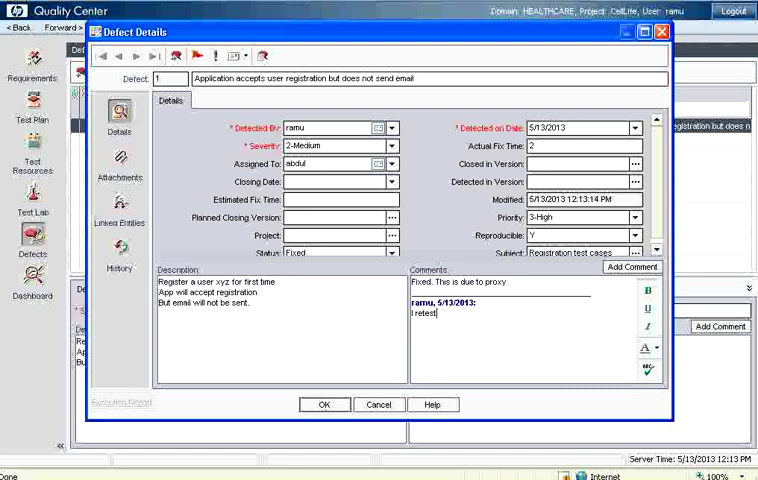 hp Quality Center
Domain: HEALTHCARE, Project: CellLife, User: ramu
Logout
< Back Forward >
Defect Details
Defect: 1 Application accepts user registration but does not send email
Requirements
Test Plan
Test Resources
Test Lab
Defects
Dashboard
Details
Attachments
Linked Entities
History
Details
* Detected By: ramu
* Severity: 2-Medium
Assigned To: abdul
Closing Date:
Estimated Fix Time:
Planned Closing Version:
Project:
Status: Fixed
* Detected on Date: 5/13/2013
Actual Fix Time: 2
Closed in Version:
Detected in Version:
Modified: 5/13/2013 12:13:14 PM
Priority: 3-High
Reproducible: Y
Subject: Registration test cases
egistration but does n
Description:
Register a user xyz for first time
App will accept registration
But email will not be sent.
Comments:
Add Comment
Fixed. This is due to proxy
ramu, 5/13/2013:
I retest
B
U
I
A
Add Comment
OK Cancel Help
Server Time: 5/13/2013 12:13 PM
Done
Internet
100%